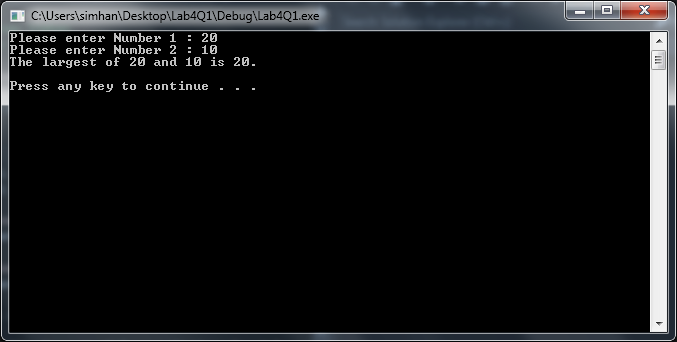 C:\Users\simhan\Desktop\Lab4Q1\Debug\Lab4Q1.exe
Please enter Number 1 : 20
Please enter Number 2 : 10
The largest of 20 and 10 is 20.
Press any key to continue . . .